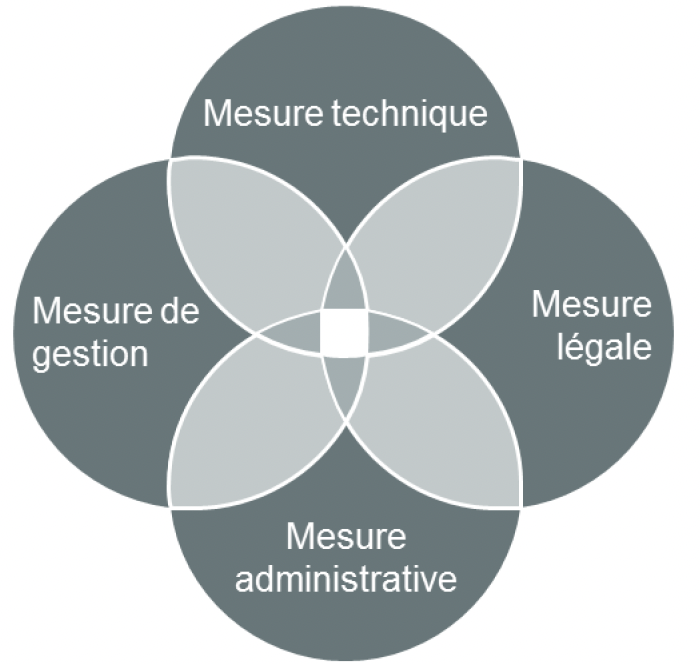 Mesure technique
Mesure de
gestion
Mesure
légale
Mesure
administrative